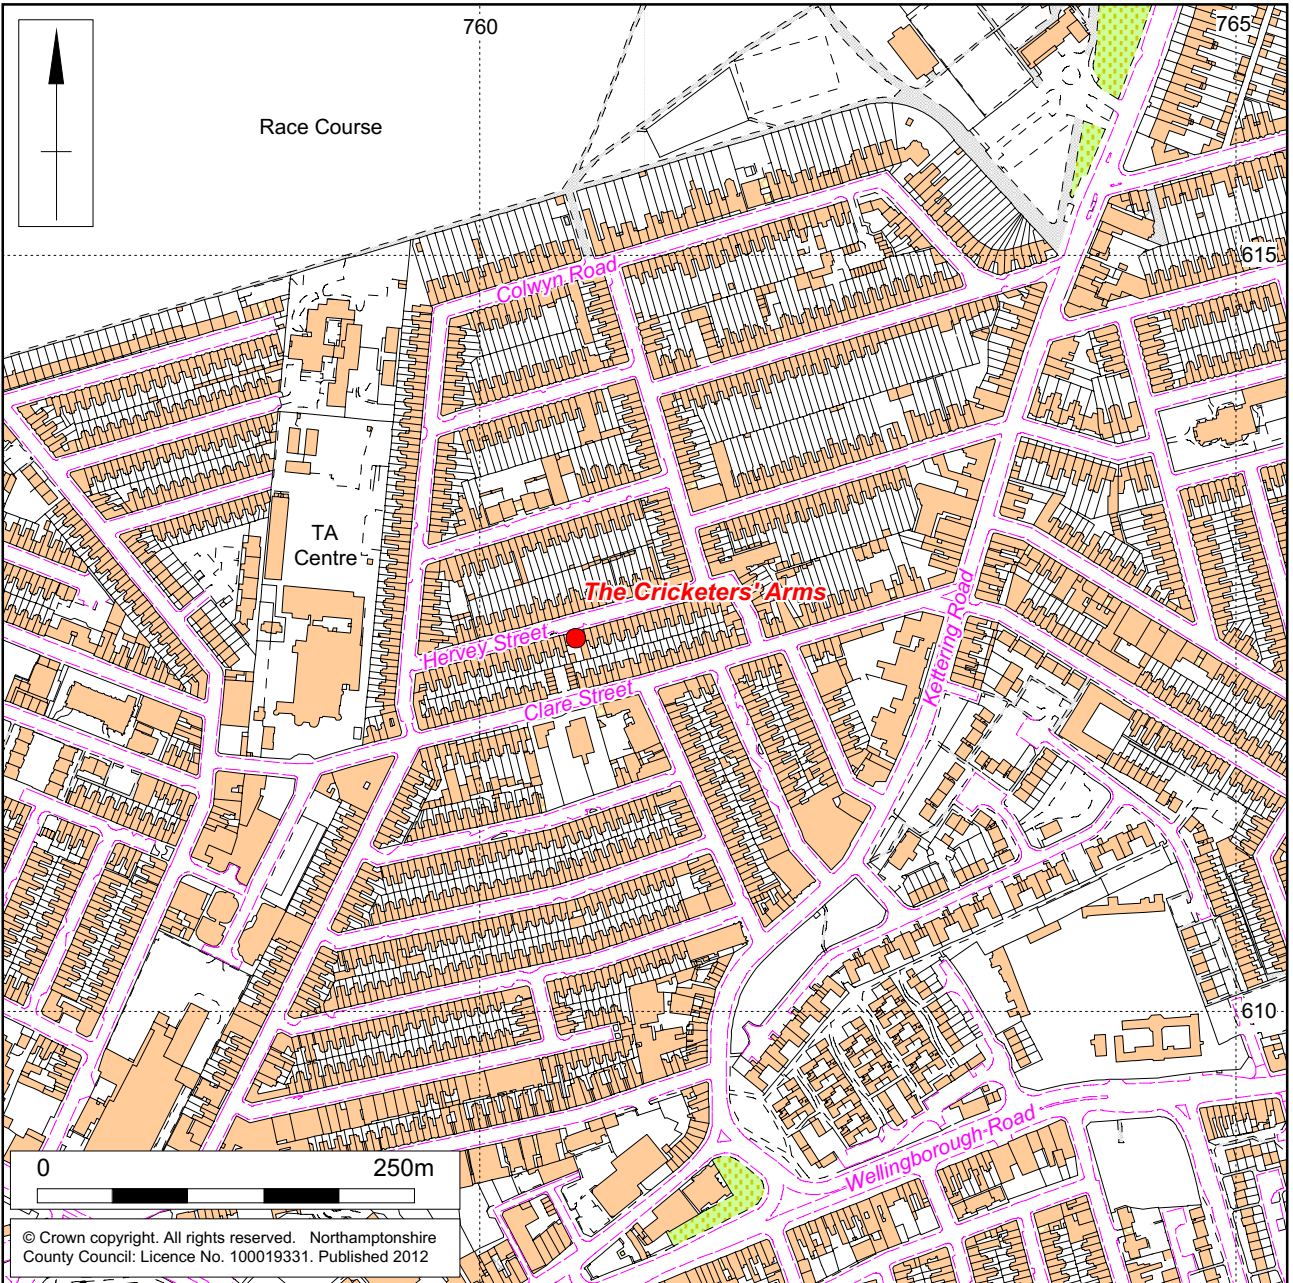 760
765
Race Course
615
Colwyn Road
TA
Centre
The Cricketers' Arms
Hervey Street
Kettering Road
Clare Street
610
Wellingborough Road
0 250m
© Crown copyright. All rights reserved. Northamptonshire
County Council: Licence No. 100019331. Published 2012